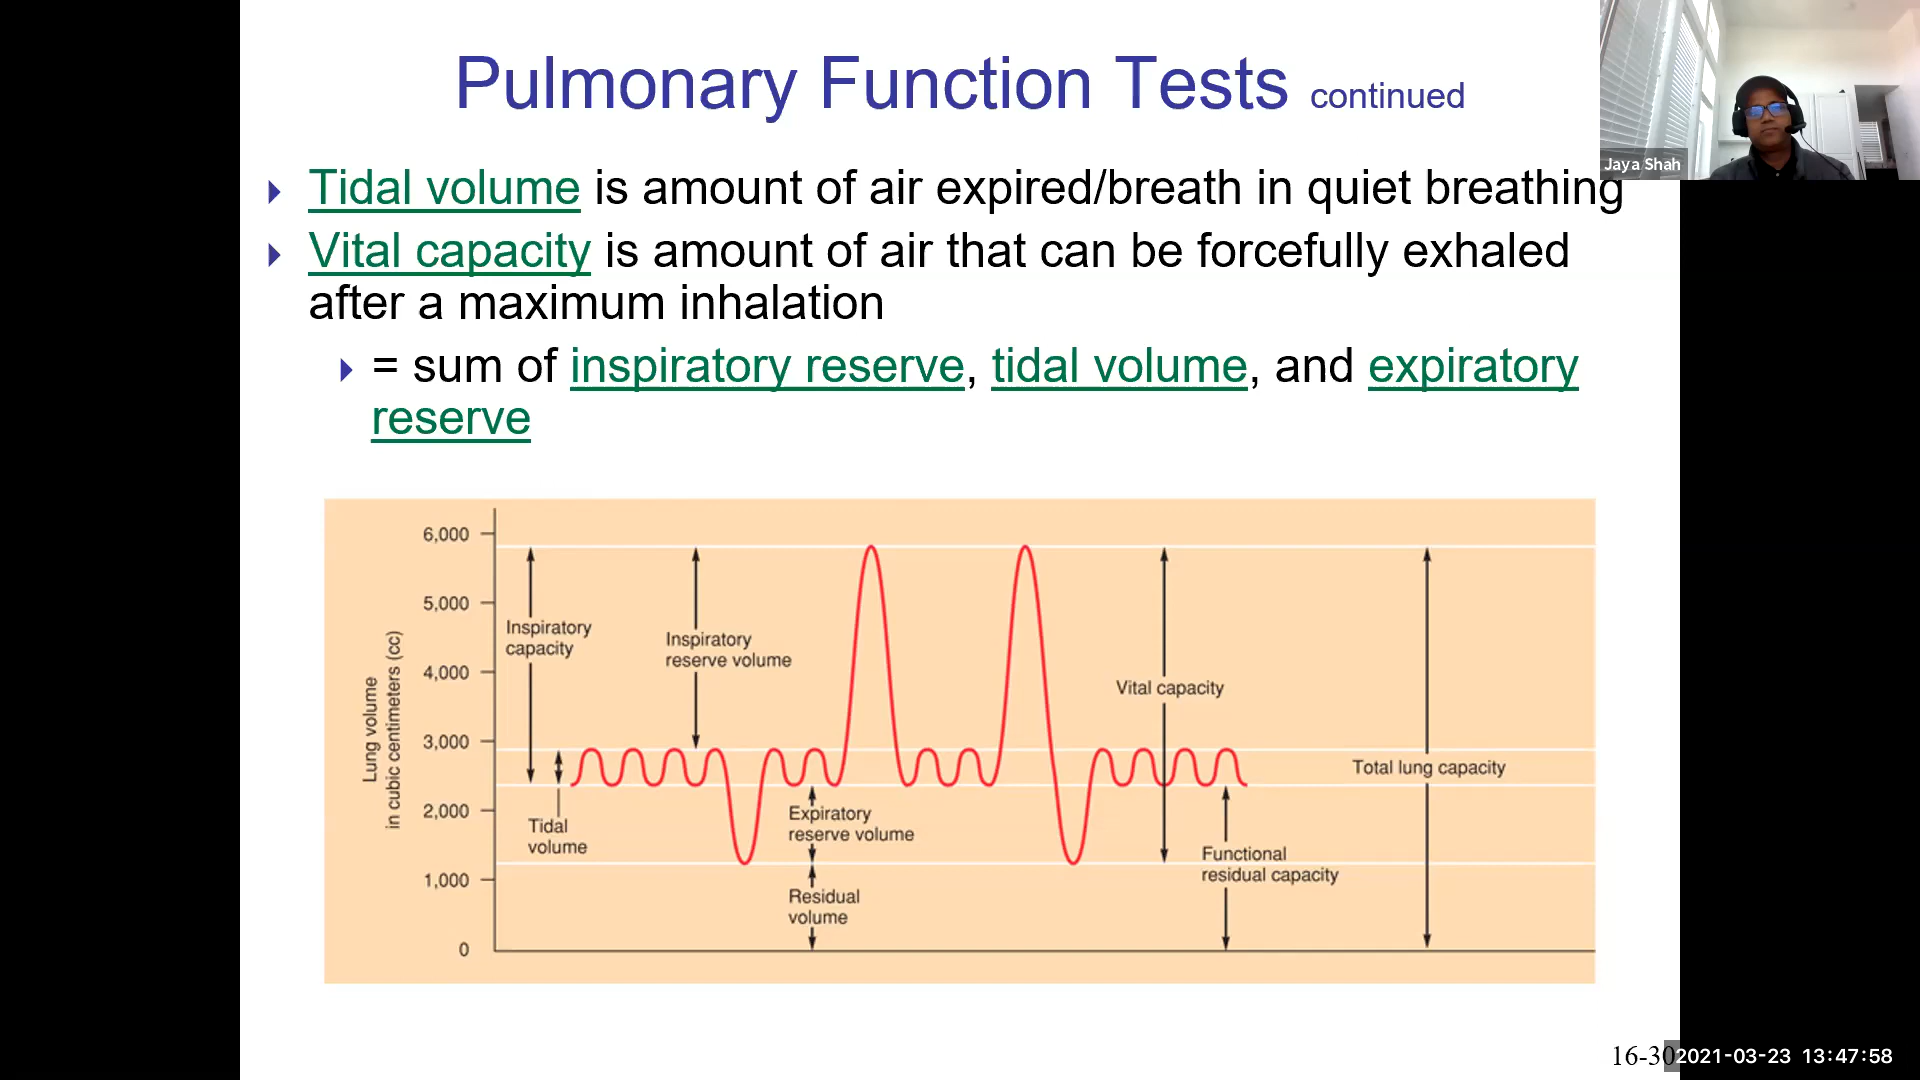 Pulmonary Function Tests continued
Jaya Shah
Tidal volume is amount of air expired/breath in quiet breathing
Vital capacity is amount of air that can be forcefully exhaled
after a maximum inhalation
= sum of inspiratory reserve, tidal volume, and expiratory
reserve
Lung volume
in cubic centimeters (cc)
6,000
5,000
4,000
3,000
2,000
1,000
0
Inspiratory
capacity
Tidal
volume
Inspiratory
reserve volume
Expiratory
reserve volume
Residual
volume
Vital capacity
Functional
residual capacity
Total lung capacity
16-30
2021-03-23 13:47:58